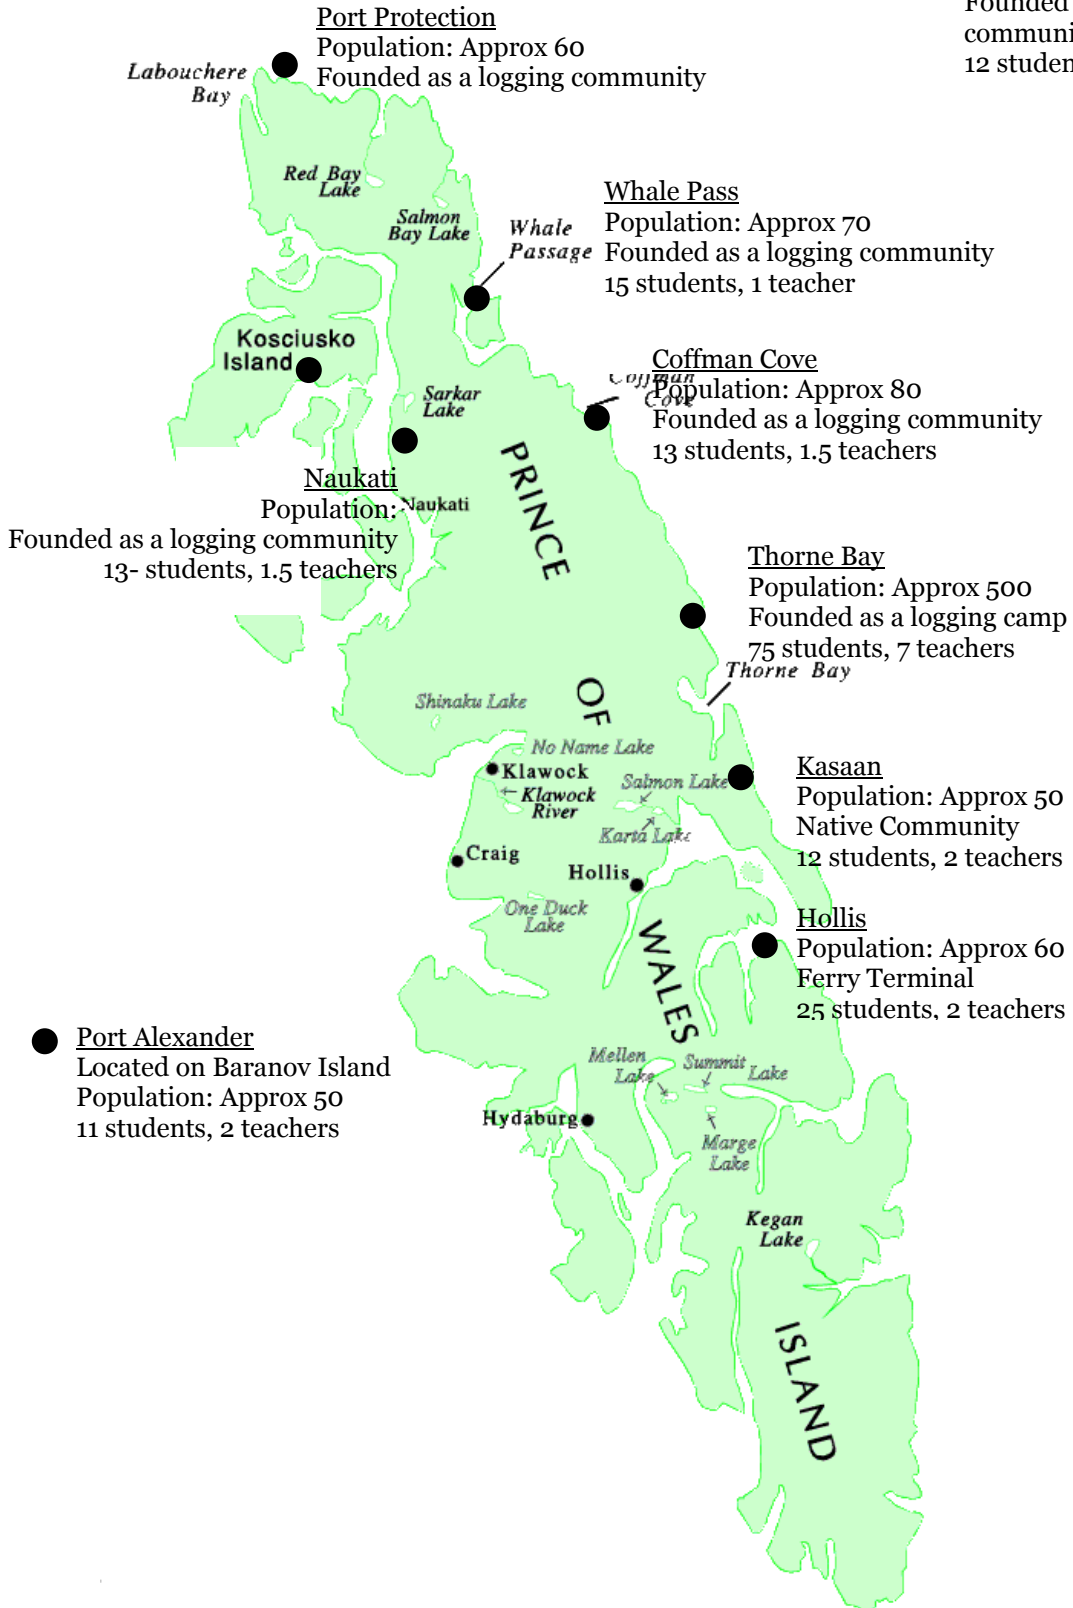 Founded
communi
12 studen
Port Protection
Population: Approx 60
Founded as a logging community
Labouchere
Bay
Red Bay
Lake
Salmon
Bay Lake
Whale
Passage
Whale Pass
Population: Approx 70
Founded as a logging community
15 students, 1 teacher
Kosciusko
Island
Coffman Cove
Coffman
Cove
Population: Approx 80
Founded as a logging community
13 students, 1.5 teachers
Sarkar
Lake
Naukati
Population:
Naukati
Founded as a logging community
13- students, 1.5 teachers
PRINCE
Thorne Bay
Population: Approx 500
Founded as a logging camp
75 students, 7 teachers
Thorne Bay
OF
Shinaku Lake
No Name Lake
Klawock
Klawock
River
Salmon Lake
Karta Lake
Kasaan
Population: Approx 50
Native Community
12 students, 2 teachers
Craig
Hollis
One Duck
Lake
WALES
Hollis
Population: Approx 60
Ferry Terminal
25 students, 2 teachers
Port Alexander
Located on Baranov Island
Population: Approx 50
11 students, 2 teachers
Mellen
Lake
Summit
Lake
Hydaburg
Marge
Lake
Kegan
Lake
ISLAND